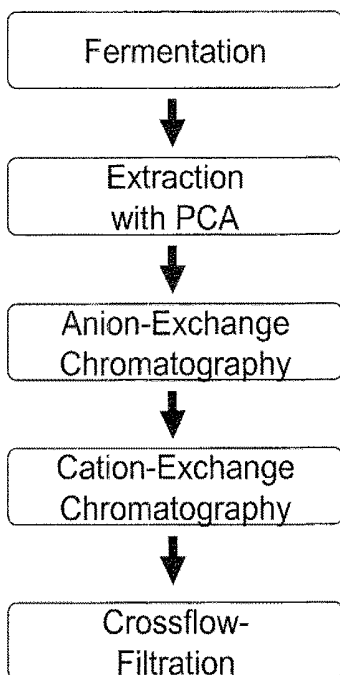 Fermentation
Extraction
with PCA
Anion-Exchange
Chromatography
Cation-Exchange
Chromatography
Crossflow-
Filtration